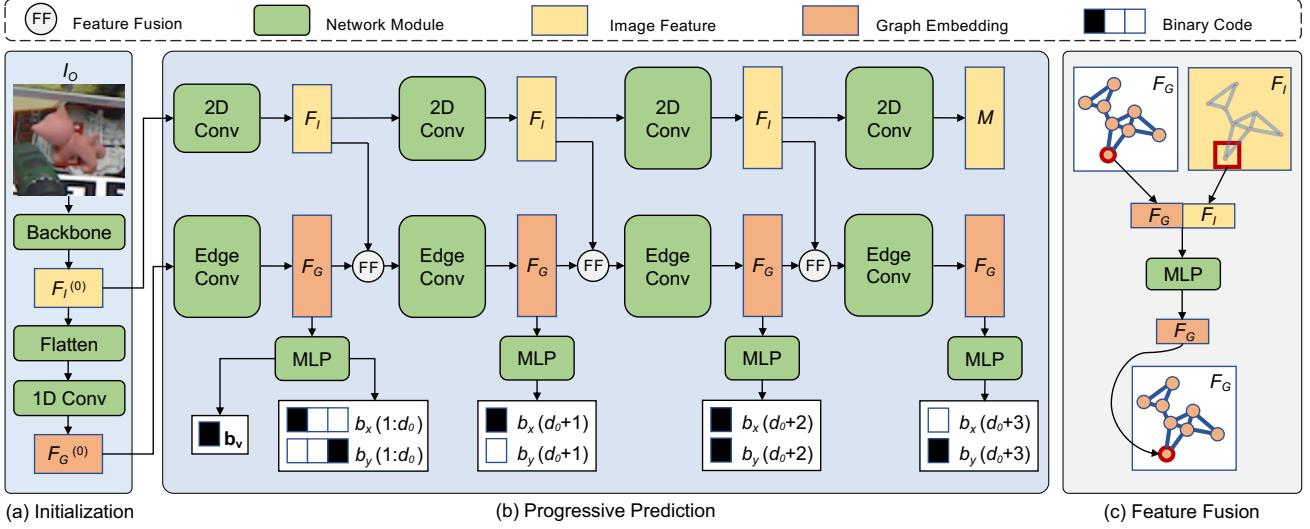 FF Feature Fusion Network Module Image Feature Graph Embedding Binary Code
I_O
Backbone
F_I^(0)
Flatten
1D Conv
F_G^(0)
(a) Initialization
2D Conv
F_I
2D Conv
F_I
2D Conv
F_I
2D Conv
M
Edge Conv
F_G
FF
Edge Conv
F_G
FF
Edge Conv
F_G
FF
Edge Conv
F_G
MLP
MLP
MLP
MLP
b_v
b_x(1:d_0)
b_y(1:d_0)
b_x(d_0+1)
b_y(d_0+1)
b_x(d_0+2)
b_y(d_0+2)
b_x(d_0+3)
b_y(d_0+3)
(b) Progressive Prediction
F_G
F_I
F_G F_I
MLP
F_G
F_G
(c) Feature Fusion